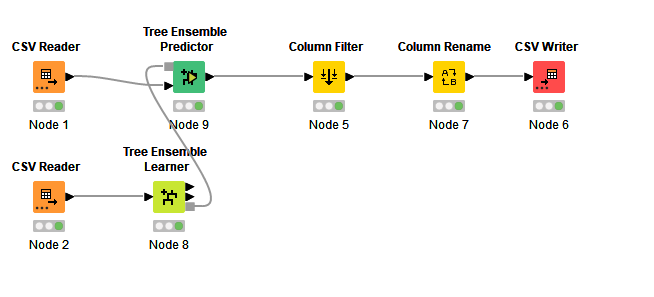 Tree Ensemble
Predictor
CSV Reader
Column Filter
Column Rename
CSV Writer
Node 1
Node 9
Node 5
Node 7
Node 6
Tree Ensemble
Learner
CSV Reader
Node 2
Node 8